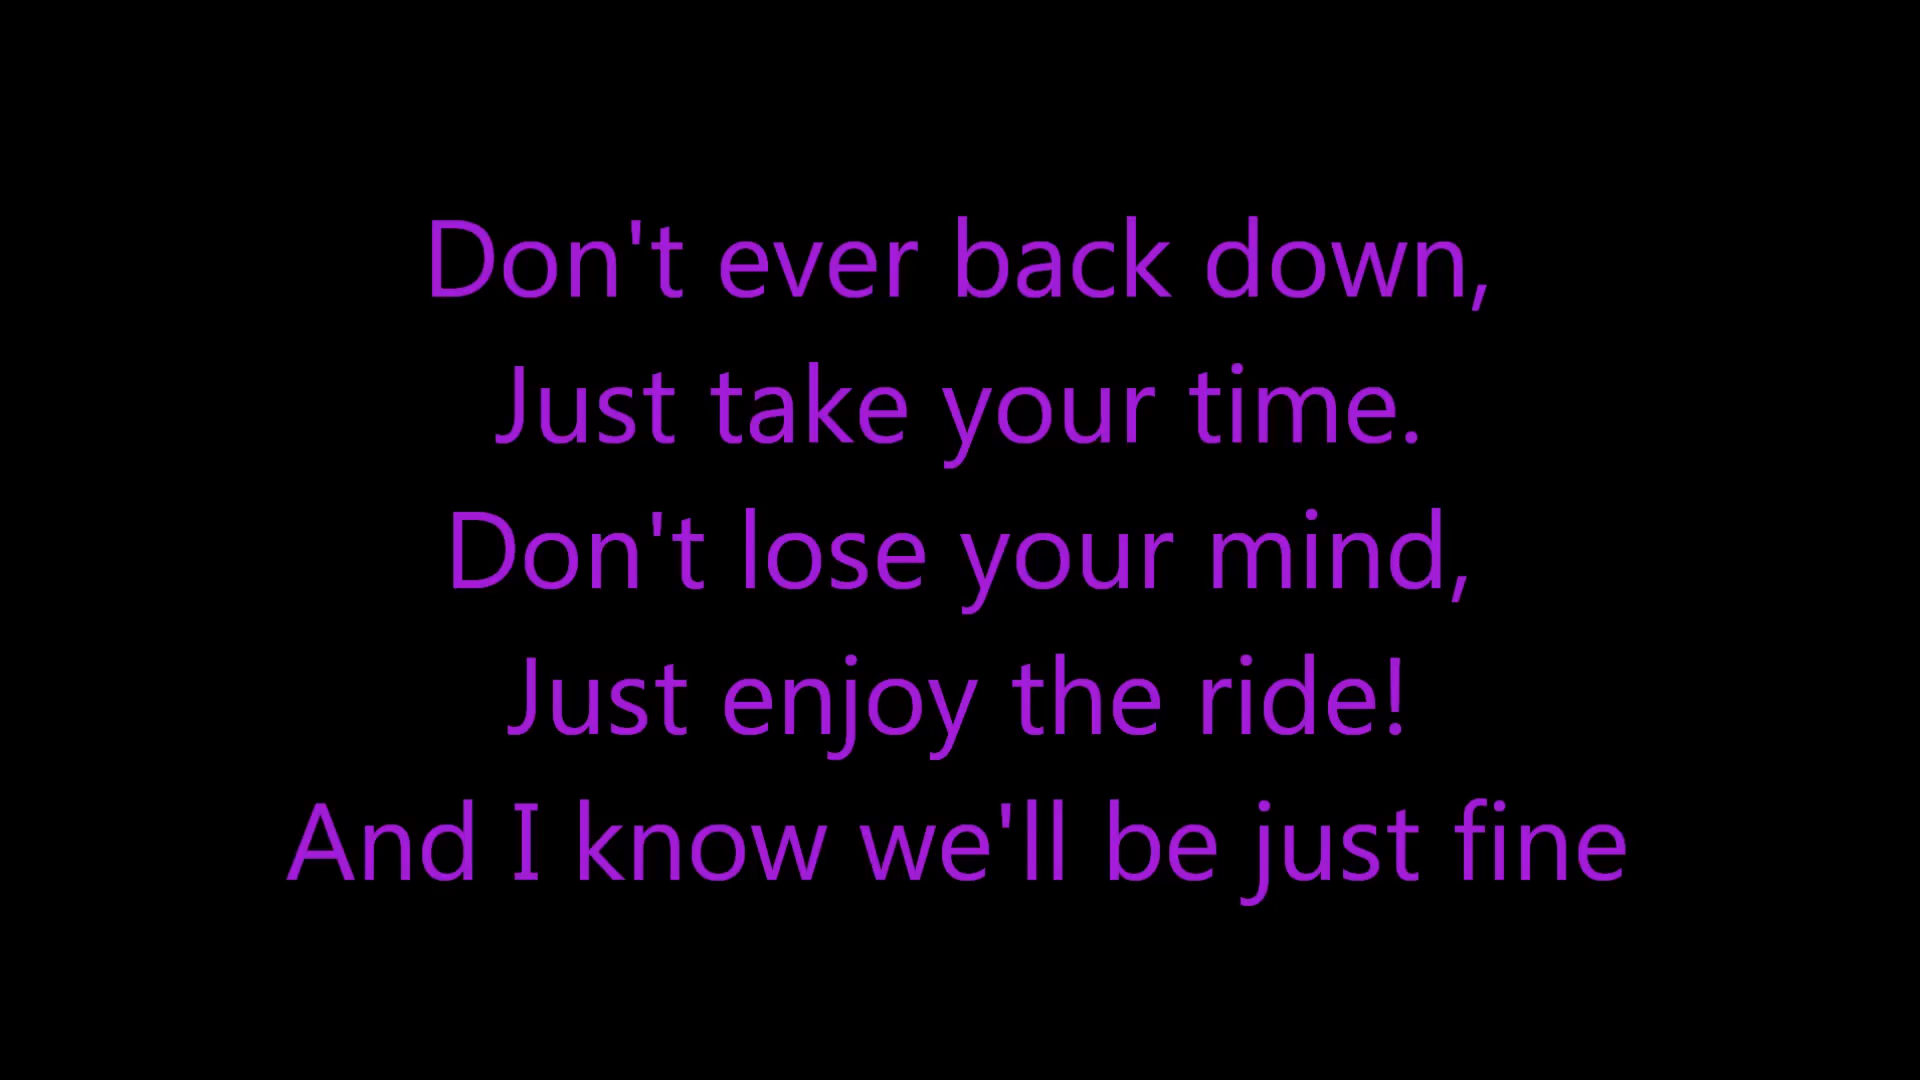 Don't ever back down,
Just take your time.
Don't lose your mind,
Just enjoy the ride!
And I know we'll be just fine